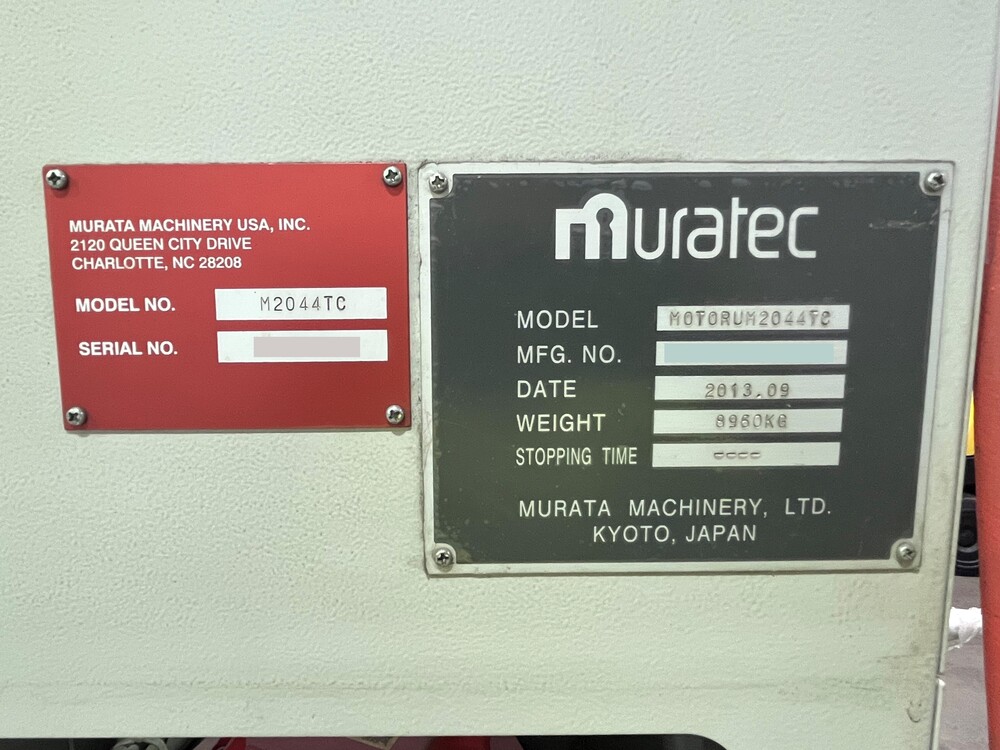 MURATA MACHINERY USA, INC.
2120 QUEEN CITY DRIVE
CHARLOTTE, NC 28208
MODEL NO. M2044TC
SERIAL NO.
muratec
MODEL MOTORUM2044TC
MFG. NO.
DATE 2013.09
WEIGHT 8960KG
STOPPING TIME ----
MURATA MACHINERY, LTD.
KYOTO, JAPAN